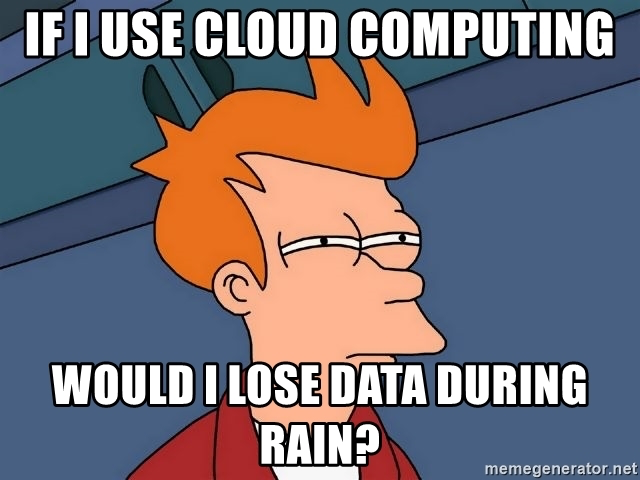 IF I USE CLOUD COMPUTING
WOULD I LOSE DATA DURING
RAIN?
memegenerator.net